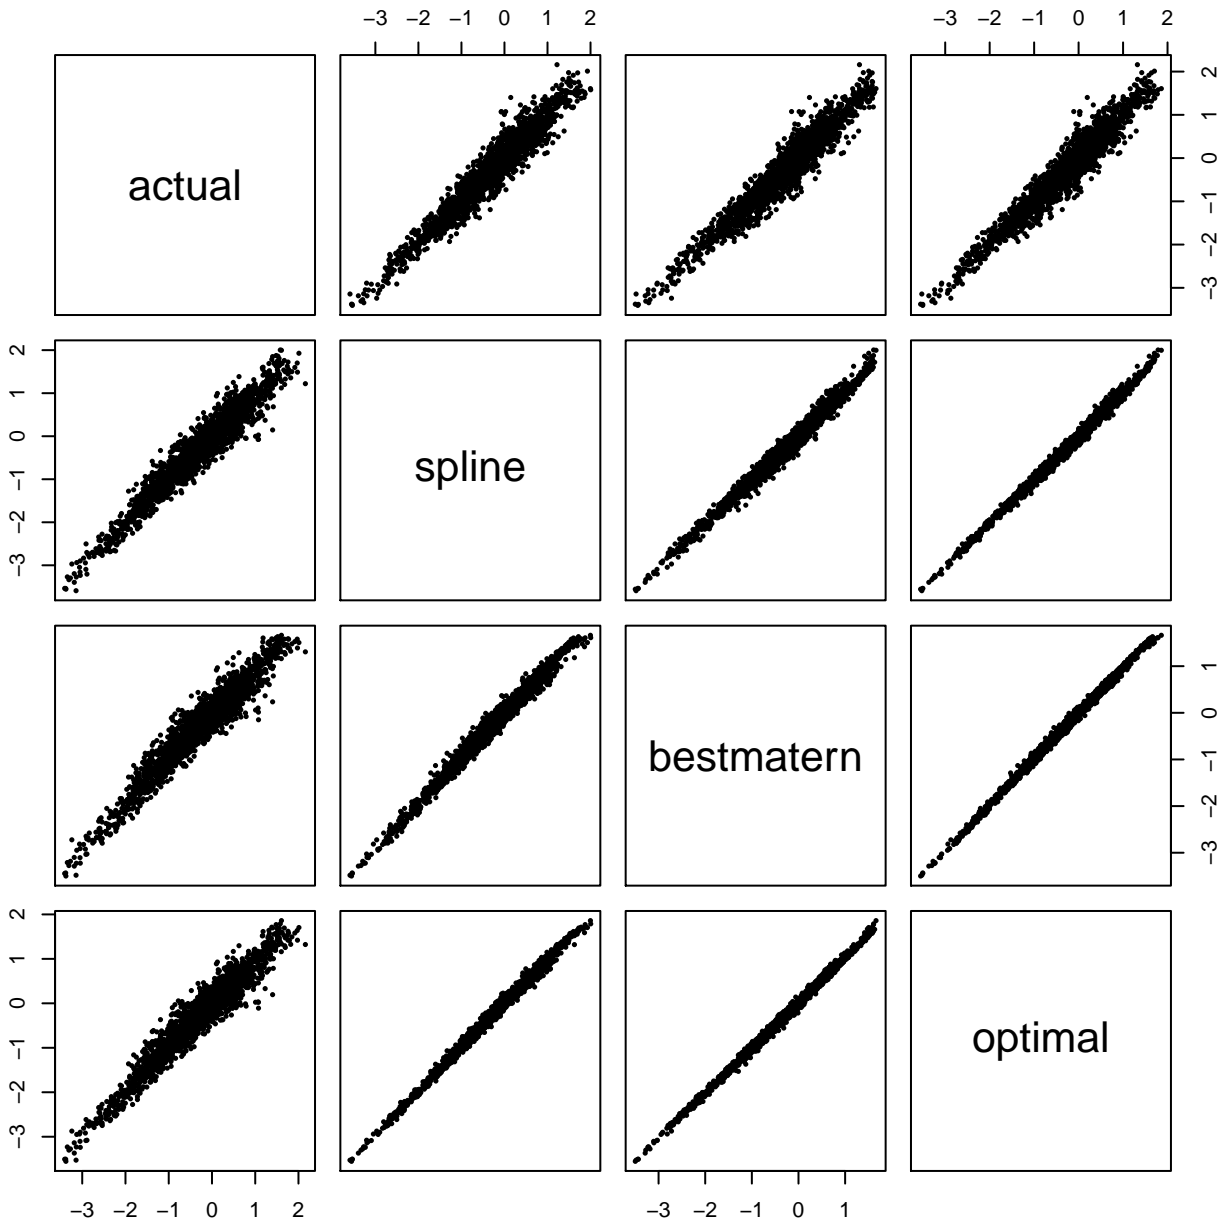 −3 −2 −1 0 1 2 −3 −2 −1 0 1 2
actual
−3 −2 −1 0 1 2
−3 −2 −1 0 1 2
spline
bestmatern
−3 −2 −1 0 1
−3 −2 −1 0 1 2
optimal
−3 −2 −1 0 1 2 −3 −2 −1 0 1